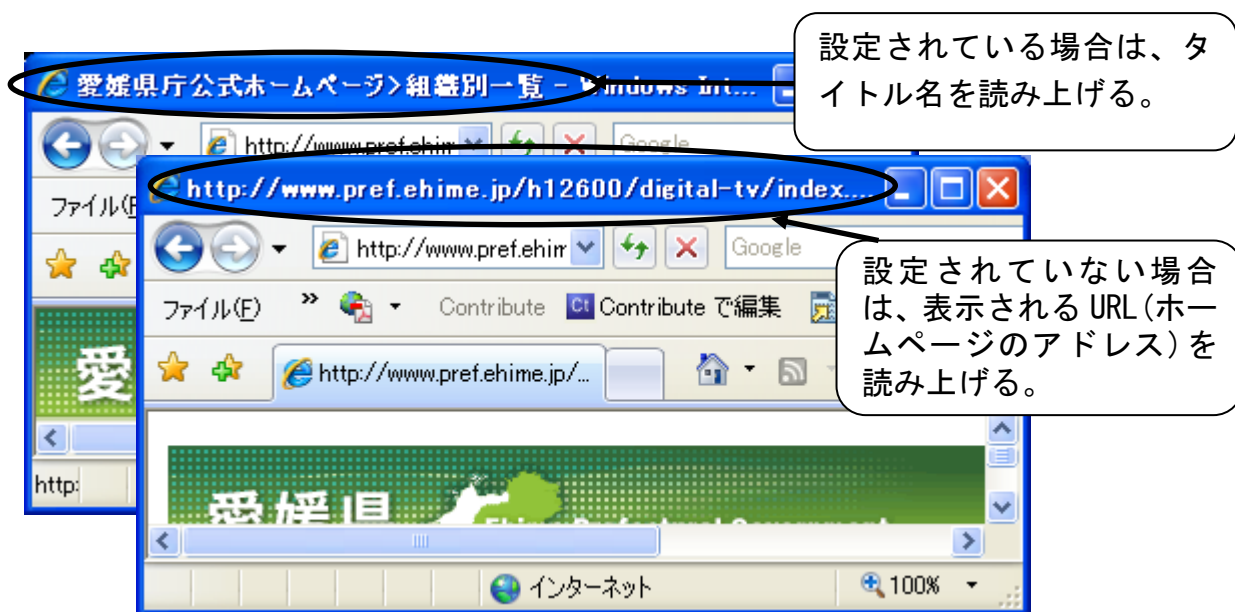 設定されている場合は、タ
イトル名を読み上げる。
愛媛県庁公式ホームページ>組織別一覧 - Windows Int...
http://www.pref.ehim
Google
ファイル(F
http://www.pref.ehime.jp/h12600/digital-tv/index....
http://www.pref.ehim
Google
設定されていない場合
は、表示される URL(ホー
ムページのアドレス)を
読み上げる。
ファイル(F) » Contribute Ct Contribute で編集
http://www.pref.ehime.jp/...
愛
愛媛県
Ehime Prefectural Government
http:
インターネット
100%